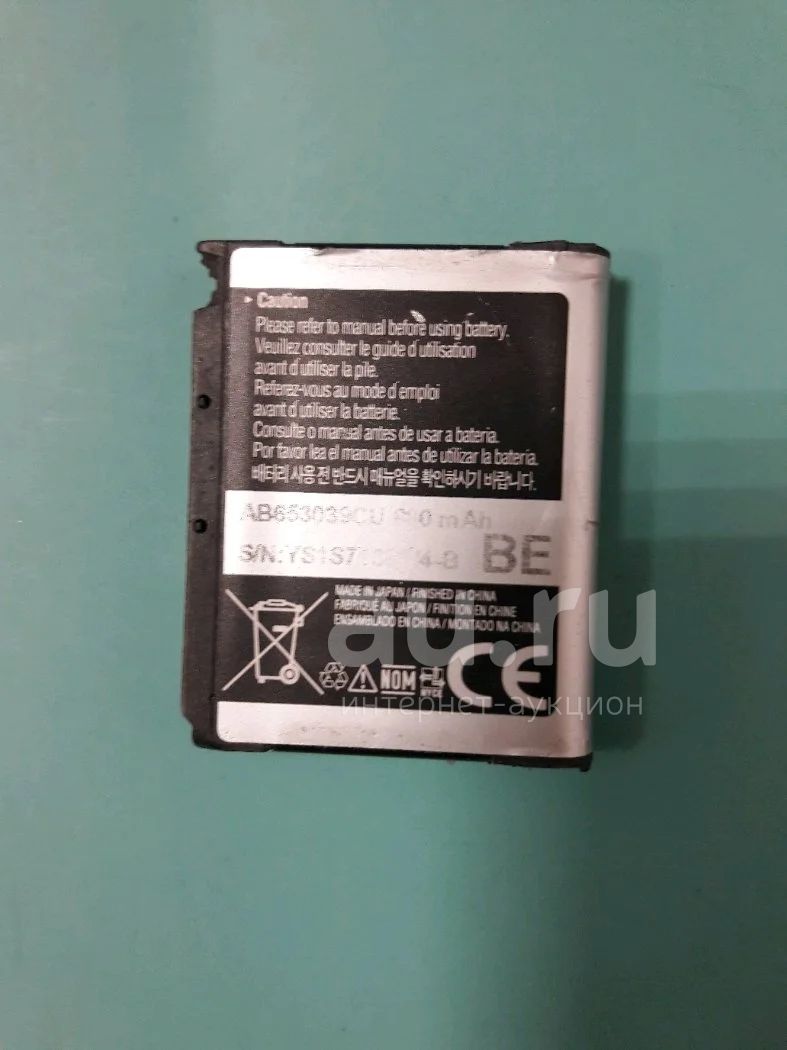 Caution
Please refer to manual before using battery.
Veuillez consulter le guide d'utilisation
avant d'utiliser la pile.
Referez-vous au mode d'emploi
avant d'utiliser la batterie.
Consulte o manual antes de usar a bateria.
Por favor lea el manual antes de utilizar la batería.
배터리 사용 전 반드시 매뉴얼을 확인하시기 바랍니다.
AB653039CU mAh
S/N: BE
MADE IN JAPAN / FINISHED IN CHINA
FABRIQUÉ AU JAPON / FINITION EN CHINE
ENSAMBLADO EN CHINA / MONTADO NA CHINA
NOM
NYCE
CE
au.ru
интернет-аукцион